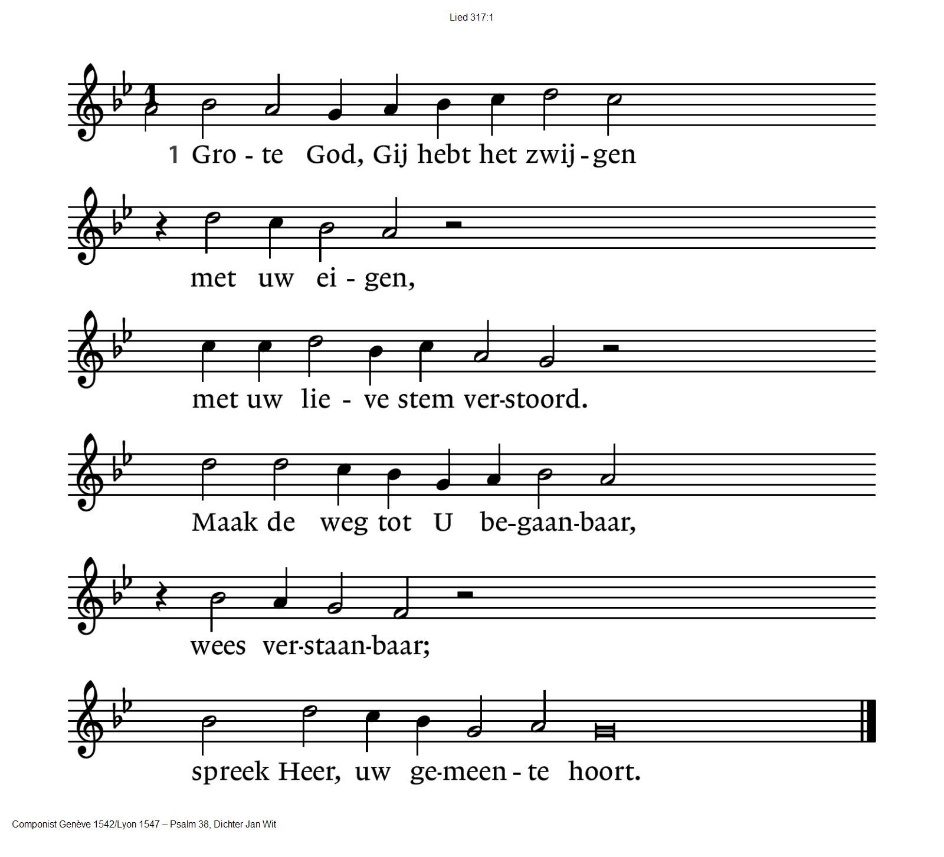 Lied 317:1
1
1 Gro - te God, Gij hebt het zwij - gen
met uw ei - gen,
met uw lie - ve stem ver-stoord.
Maak de weg tot U be-gaan-baar,
wees ver-staan-baar;
spreek Heer, uw ge-meen - te hoort.
Componist Genève 1542/Lyon 1547 – Psalm 38, Dichter Jan Wit